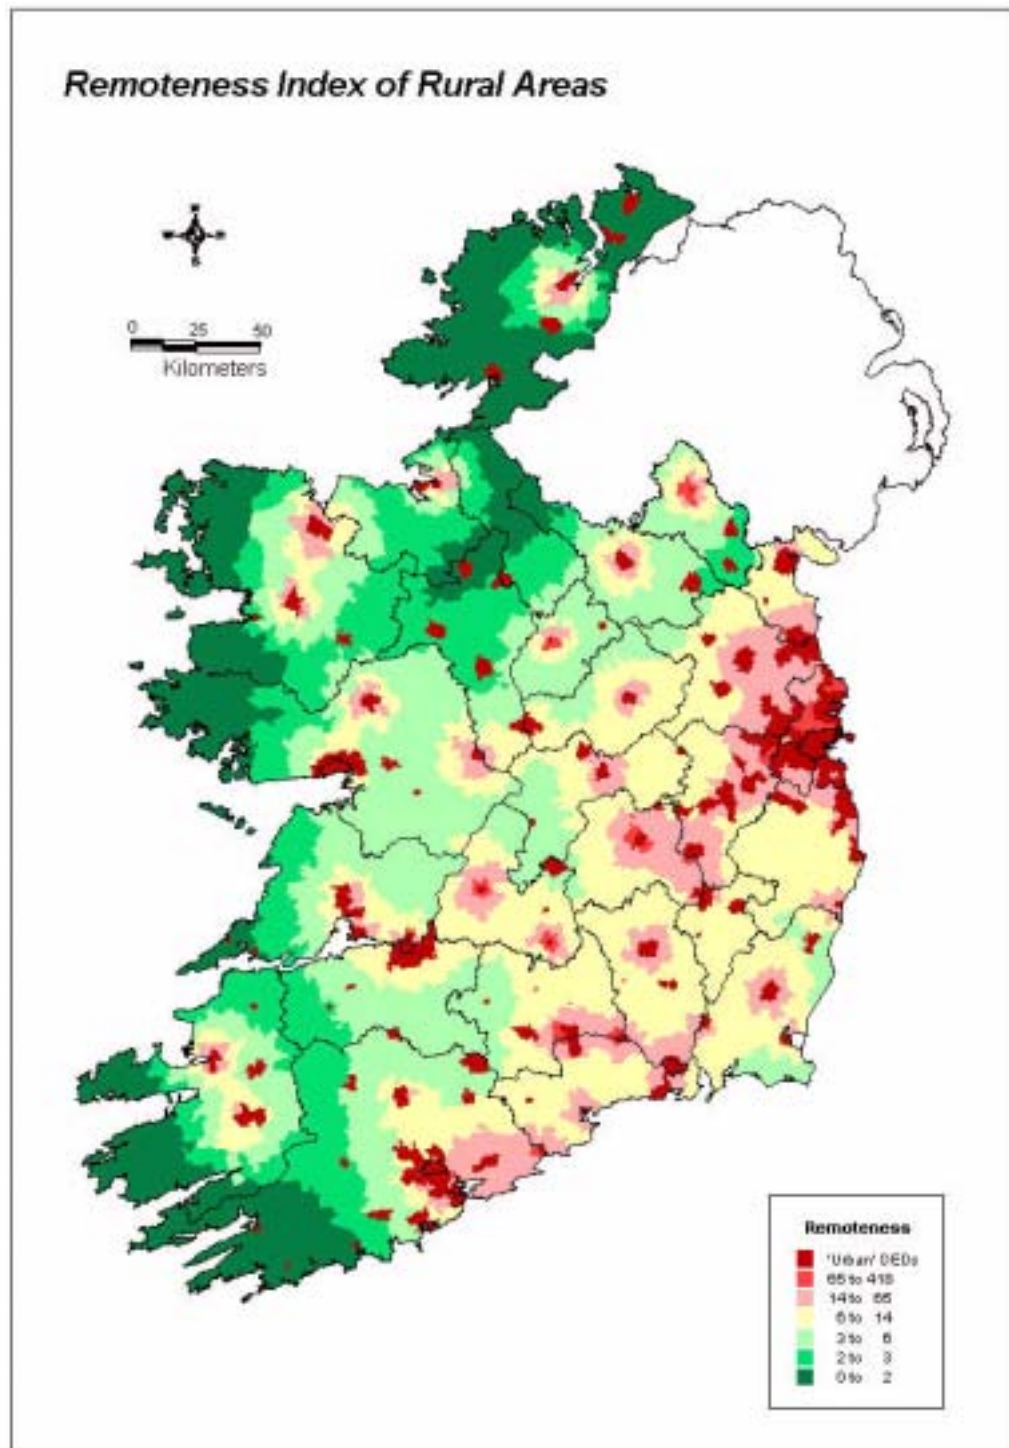 Remoteness Index of Rural Areas
0 25 50
Kilometers
Remoteness
'Urban' DEDs
65 to 418
14 to 65
6 to 14
3 to 6
2 to 3
0 to 2